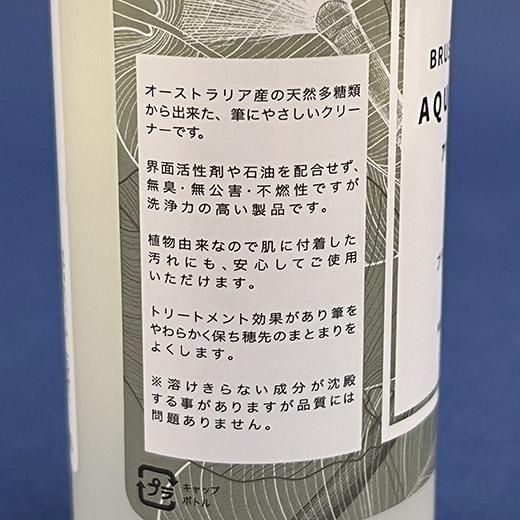 オーストラリア産の天然多糖類
から出来た、筆にやさしいクリー
ナーです。
界面活性剤や石油を配合せず、
無臭・無公害・不燃性ですが
洗浄力の高い製品です。
植物由来なので肌に付着した
汚れにも、安心してご使用
いただけます。
トリートメント効果があり筆を
やわらかく保ち穂先のまとまりを
よくします。
※溶けきらない成分が沈殿
する事がありますが品質には
問題ありません。
プラ
キャップ
ボトル
BRUS
AQU